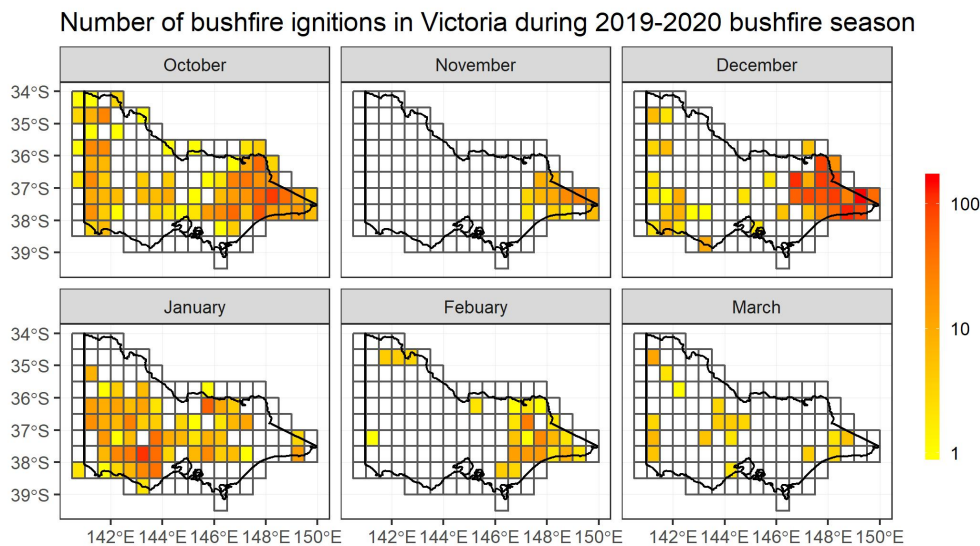 Number of bushfire ignitions in Victoria during 2019-2020 bushfire season
October November December
34°S
35°S
36°S
37°S
38°S
39°S
100
10
1
January Febuary March
34°S
35°S
36°S
37°S
38°S
39°S
142°E 144°E 146°E 148°E 150°E 142°E 144°E 146°E 148°E 150°E 142°E 144°E 146°E 148°E 150°E